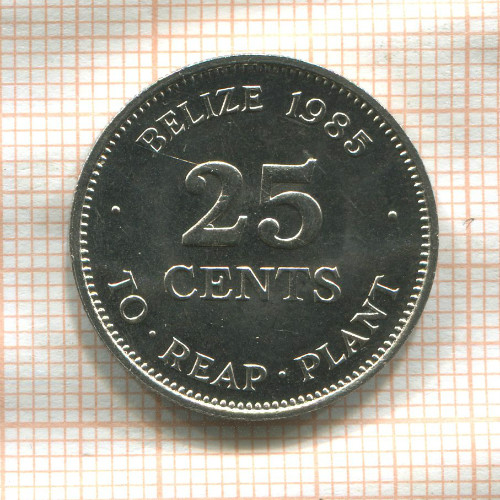 BELIZE 1985
25
CENTS
TO · REAP · PLANT